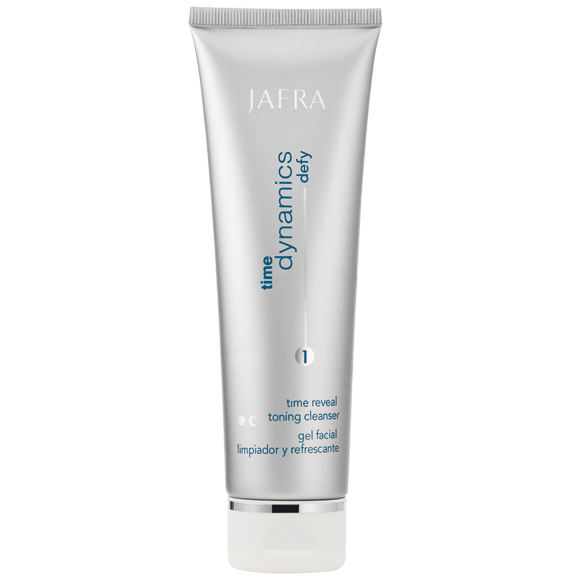 JAFRA
time
dynamics
defy
1
time reveal
toning cleanser
gel facial
limpiador y refrescante